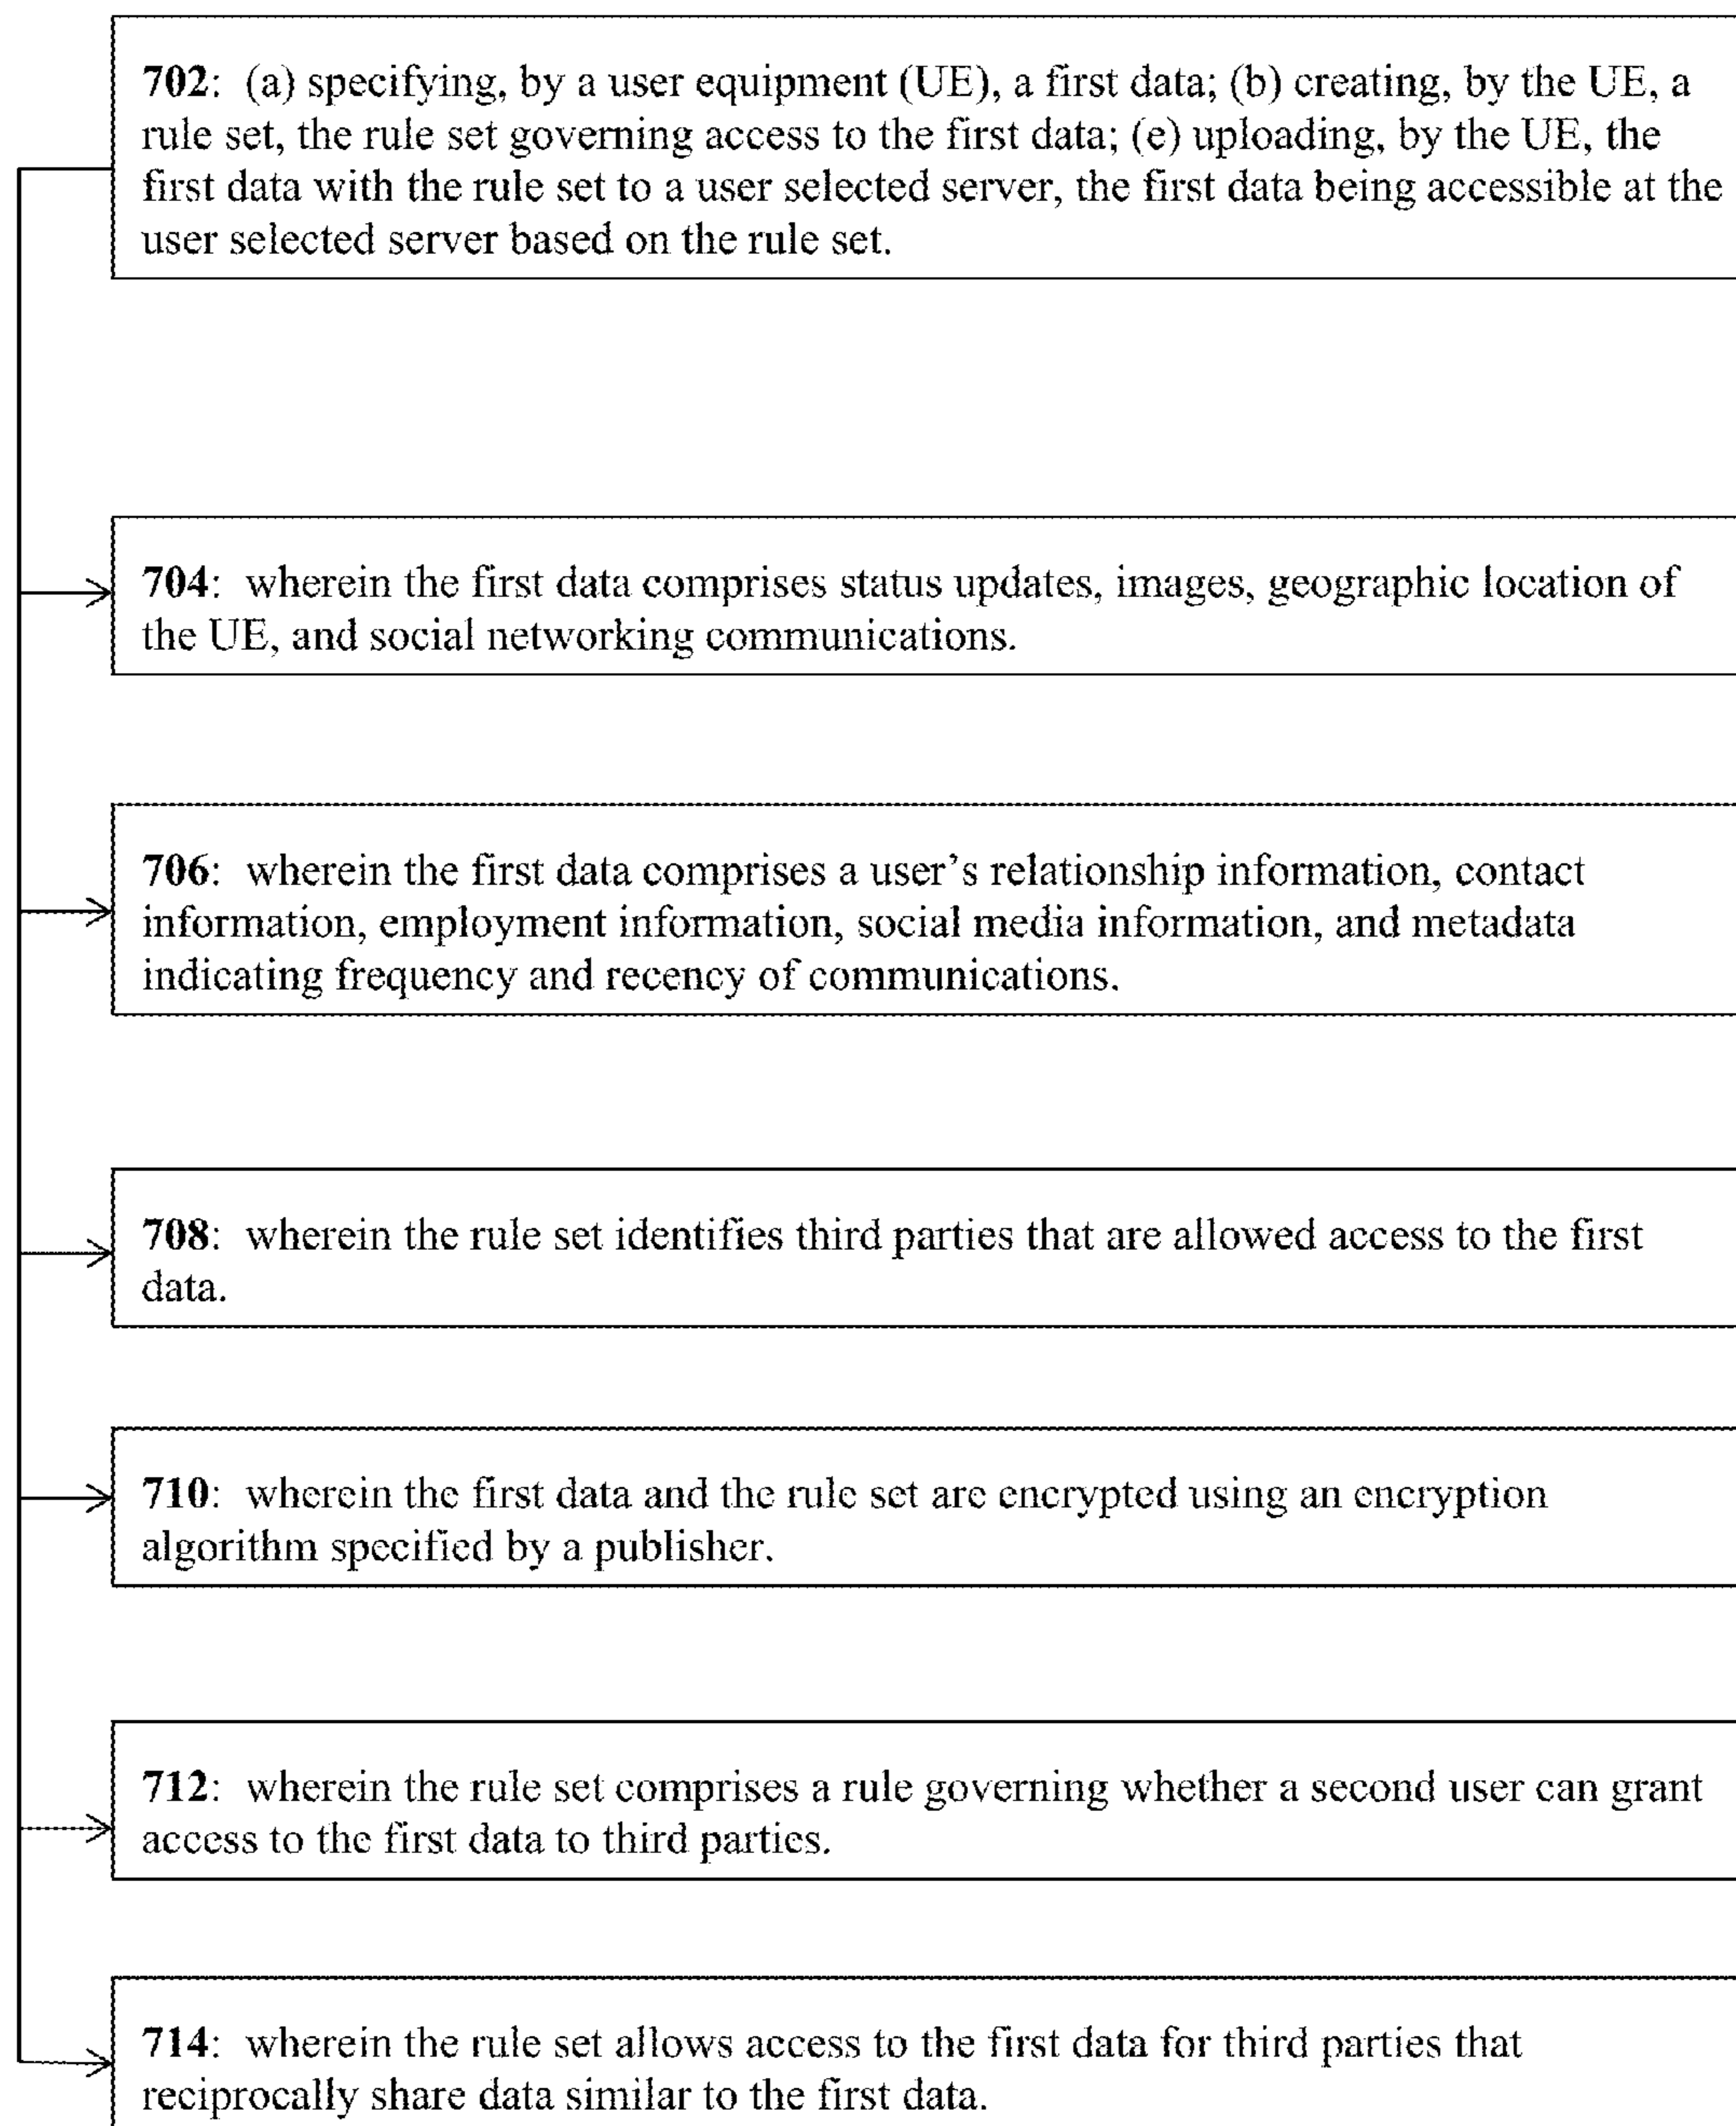 702: (a) specifying, by a user equipment (UE), a first data; (b) creating, by the UE, a
rule set, the rule set governing access to the first data; (e) uploading, by the UE, the
first data with the rule set to a user selected server, the first data being accessible at the
user selected server based on the rule set.
704: wherein the first data comprises status updates, images, geographic location of
the UE, and social networking communications.
706: wherein the first data comprises a user's relationship information, contact
information, employment information, social media information, and metadata
indicating frequency and recency of communications.
708: wherein the rule set identifies third parties that are allowed access to the first
data.
710: wherein the first data and the rule set are encrypted using an encryption
algorithm specified by a publisher.
712: wherein the rule set comprises a rule governing whether a second user can grant
access to the first data to third parties.
714: wherein the rule set allows access to the first data for third parties that
reciprocally share data similar to the first data.